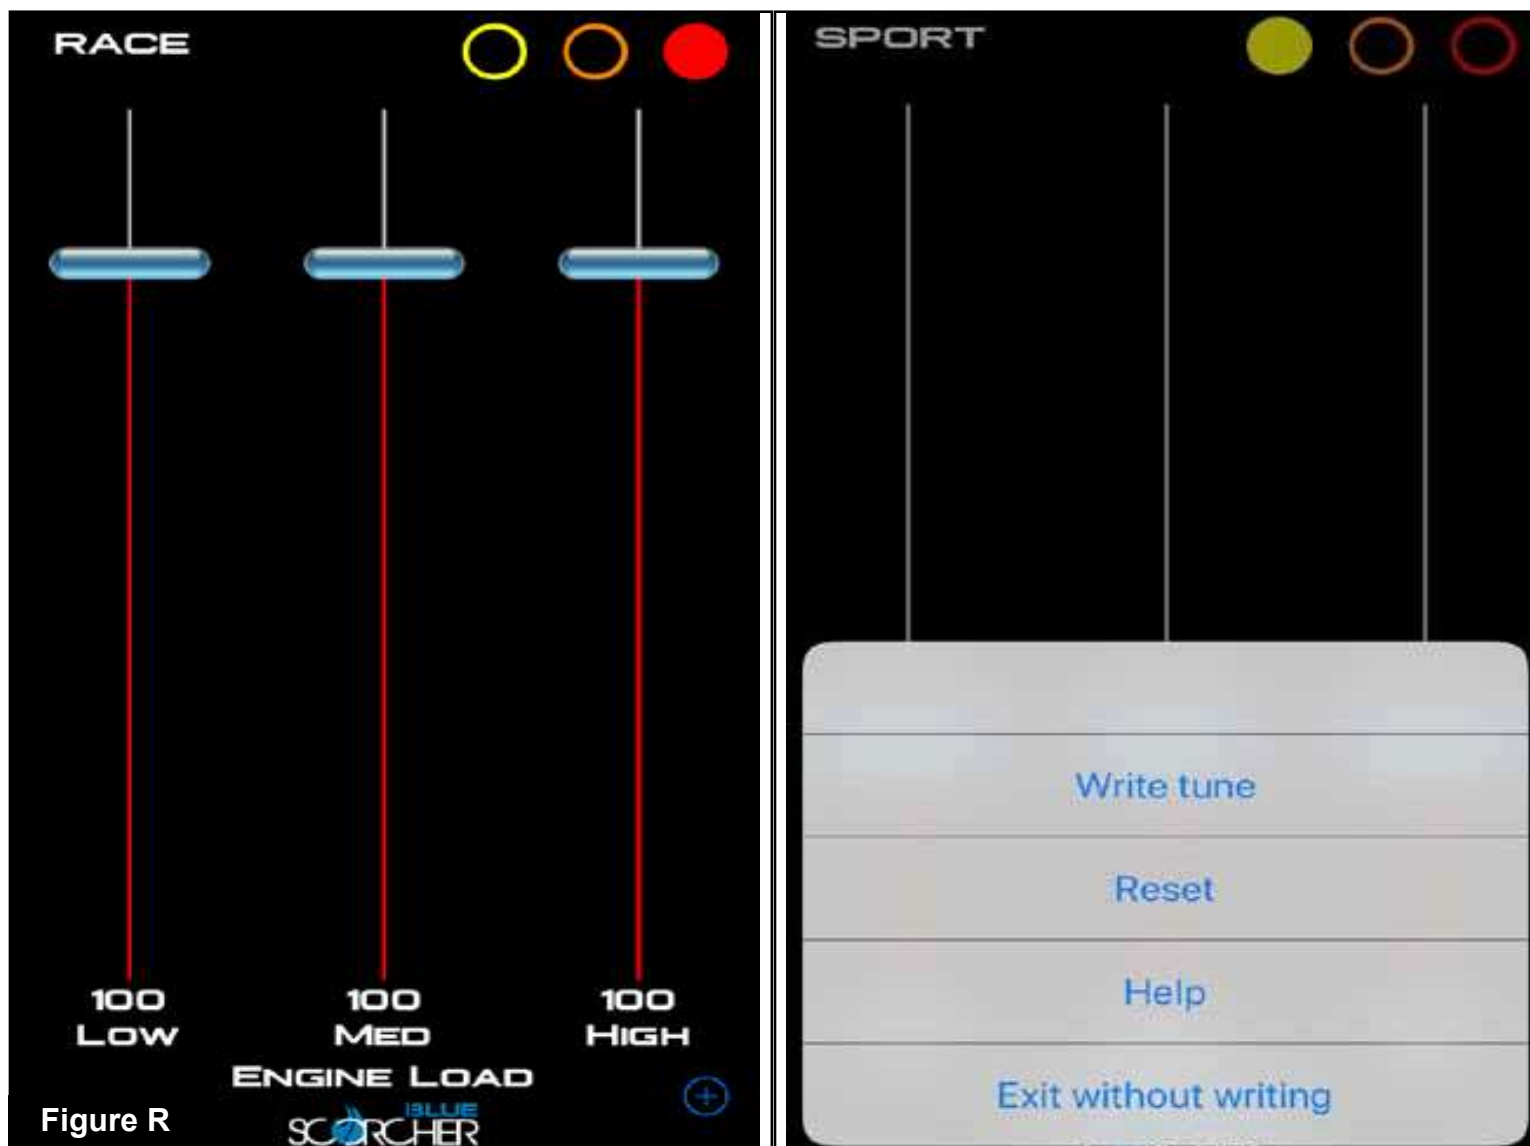 RACE
100 100 100
LOW MED HIGH
ENGINE LOAD
Figure R
BLUE
SCORCHER
SPORT
Write tune
Reset
Help
Exit without writing